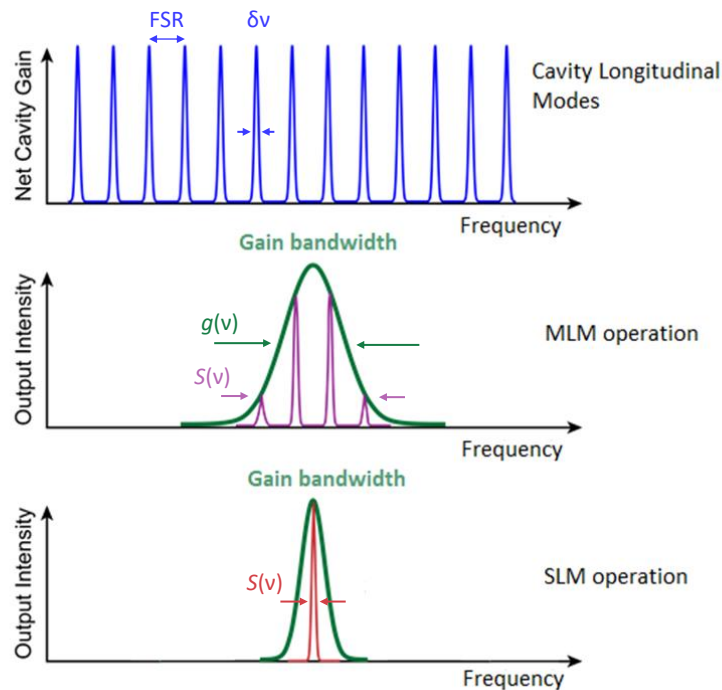 FSR
δν
Net Cavity Gain
Cavity Longitudinal
Modes
Frequency
Gain bandwidth
Output Intensity
g(ν)
S(ν)
MLM operation
Frequency
Gain bandwidth
Output Intensity
S(ν)
SLM operation
Frequency